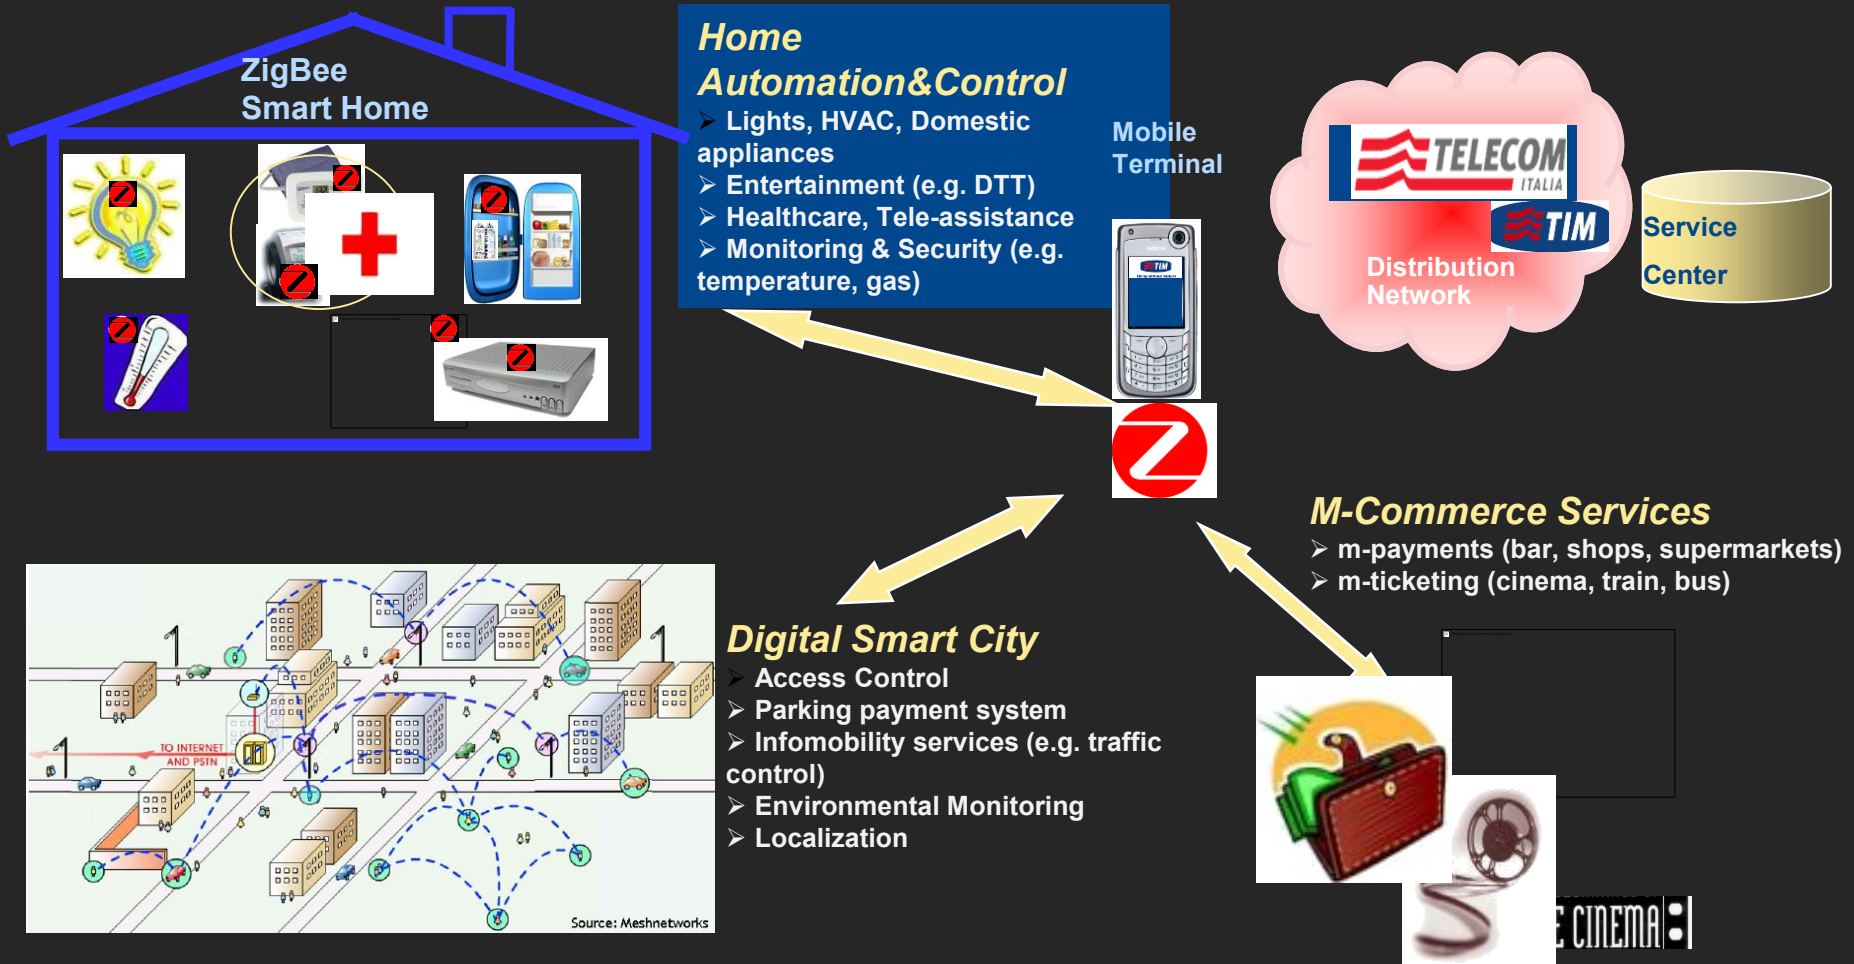 ZigBee
Smart Home
Home
Automation&Control
➢ Lights, HVAC, Domestic
appliances
➢ Entertainment (e.g. DTT)
➢ Healthcare, Tele-assistance
➢ Monitoring & Security (e.g.
temperature, gas)
Mobile
Terminal
NOKIA
TIM
TELECOM
ITALIA
TIM
Distribution
Network
Service
Center
M-Commerce Services
➢ m-payments (bar, shops, supermarkets)
➢ m-ticketing (cinema, train, bus)
Digital Smart City
➢ Access Control
➢ Parking payment system
➢ Infomobility services (e.g. traffic
control)
➢ Environmental Monitoring
➢ Localization
TO INTERNET
AND PSTN
Source: Meshnetworks
E CINEMA